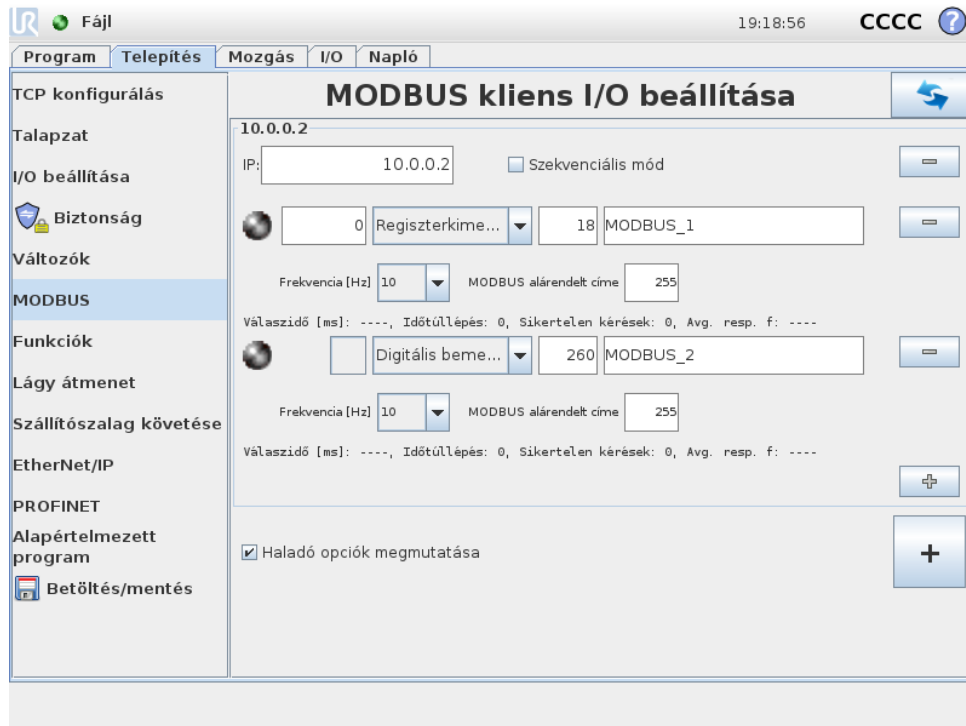 UR Fájl 19:18:56 CCCC ?
Program Telepítés Mozgás I/O Napló
TCP konfigurálás
Talapzat
I/O beállítása
Biztonság
Változók
MODBUS
Funkciók
Lágy átmenet
Szállítószalag követése
EtherNet/IP
PROFINET
Alapértelmezett
program
Betöltés/mentés
MODBUS kliens I/O beállítása
10.0.0.2
IP: 10.0.0.2 Szekvenciális mód
0 Regiszterkime... 18 MODBUS_1
Frekvencia [Hz] 10 MODBUS alárendelt címe 255
Válaszidő [ms]: ----, Időtúllépés: 0, Sikertelen kérések: 0, Avg. resp. f: ----
Digitális beme... 260 MODBUS_2
Frekvencia [Hz] 10 MODBUS alárendelt címe 255
Válaszidő [ms]: ----, Időtúllépés: 0, Sikertelen kérések: 0, Avg. resp. f: ----
Haladó opciók megmutatása